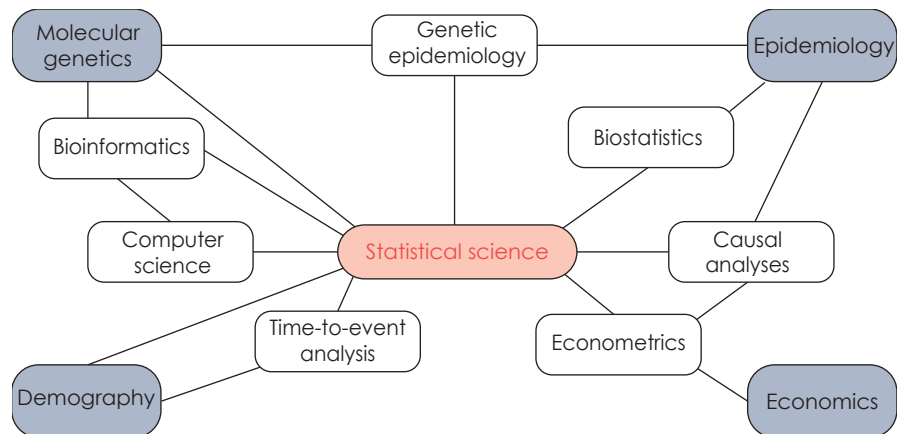 Molecular
genetics
Genetic
epidemiology
Epidemiology
Bioinformatics
Biostatistics
Computer
science
Statistical science
Causal
analyses
Time-to-event
analysis
Econometrics
Demography
Economics